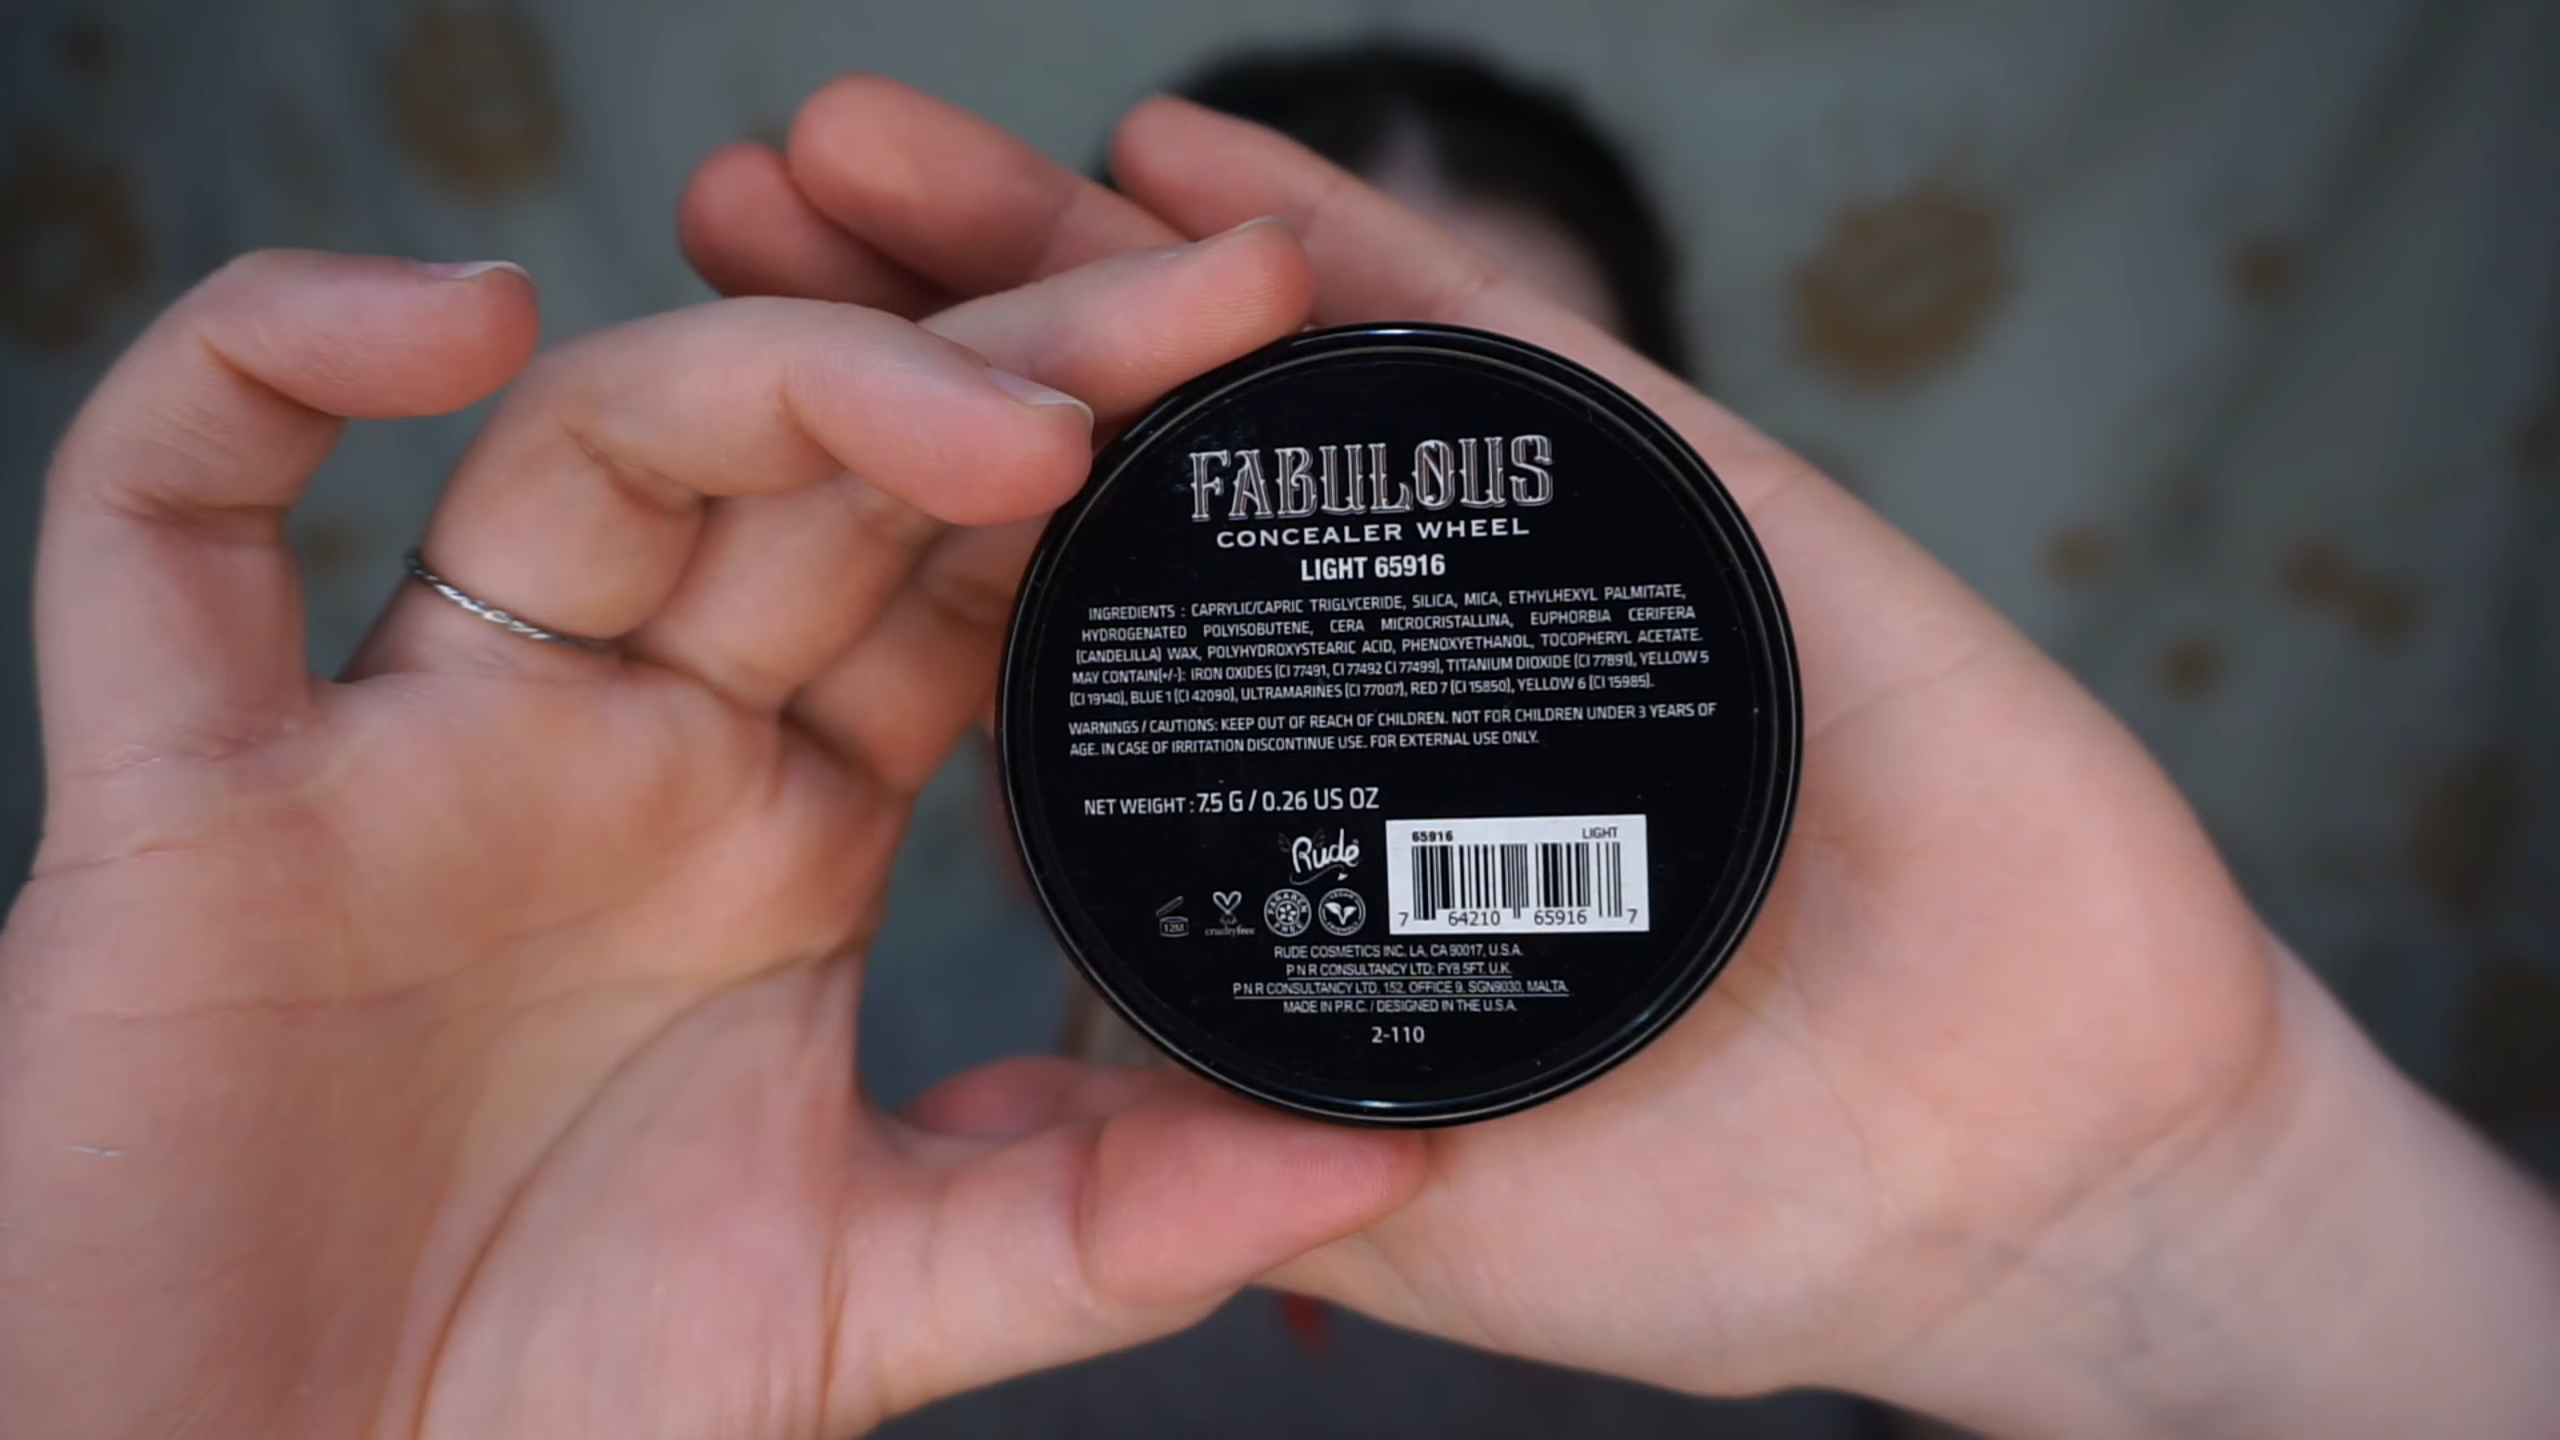 FABULOUS
CONCEALER WHEEL
LIGHT 65916
INGREDIENTS : CAPRYLIC/CAPRIC TRIGLYCERIDE, SILICA, MICA, ETHYLHEXYL PALMITATE,
HYDROGENATED POLYISOBUTENE, CERA MICROCRISTALLINA, EUPHORBIA CERIFERA
(CANDELILLA) WAX, POLYHYDROXYSTEARIC ACID, PHENOXYETHANOL, TOCOPHERYL ACETATE.
MAY CONTAIN(+/-): IRON OXIDES (CI 77491, CI 77492 CI 77499), TITANIUM DIOXIDE (CI 77891), YELLOW 5
(CI 19140), BLUE 1 (CI 42090), ULTRAMARINES (CI 77007), RED 7 (CI 15850), YELLOW 6 (CI 15985).
WARNINGS / CAUTIONS: KEEP OUT OF REACH OF CHILDREN. NOT FOR CHILDREN UNDER 3 YEARS OF
AGE. IN CASE OF IRRITATION DISCONTINUE USE. FOR EXTERNAL USE ONLY.
NET WEIGHT : 7.5 G / 0.26 US OZ
65916 LIGHT
Rude
7 64210 65916 7
12M crueltyfree PARABEN FREE VEGAN FRIENDLY
RUDE COSMETICS INC. LA, CA 90017, U.S.A.
P N R CONSULTANCY LTD; FY8 5FT, U.K.
P N R CONSULTANCY LTD. 152, OFFICE 9, SGN9030, MALTA.
MADE IN P.R.C. / DESIGNED IN THE U.S.A.
2-110